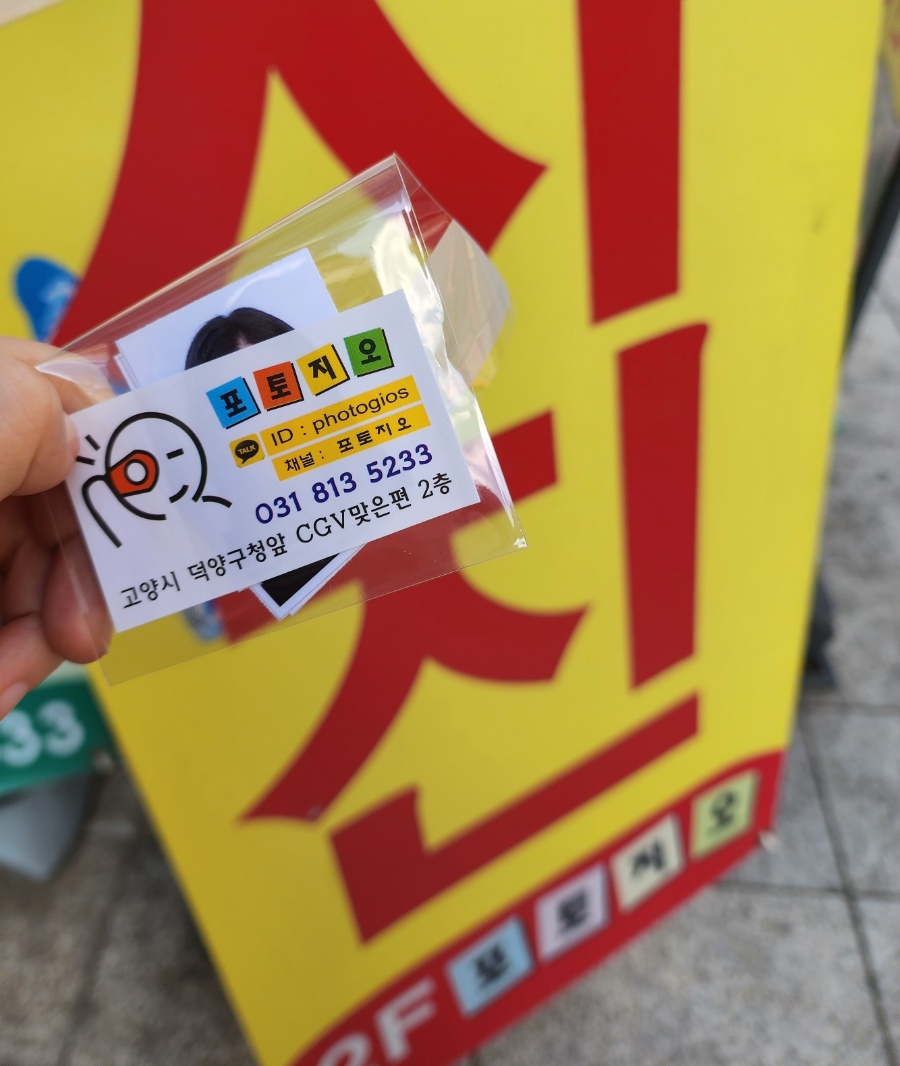 사진
포토지오
TALK
ID : photogios
채널 : 포토지오
031 813 5233
고양시 덕양구청앞 CGV맞은편 2층
33
2F 포토지오